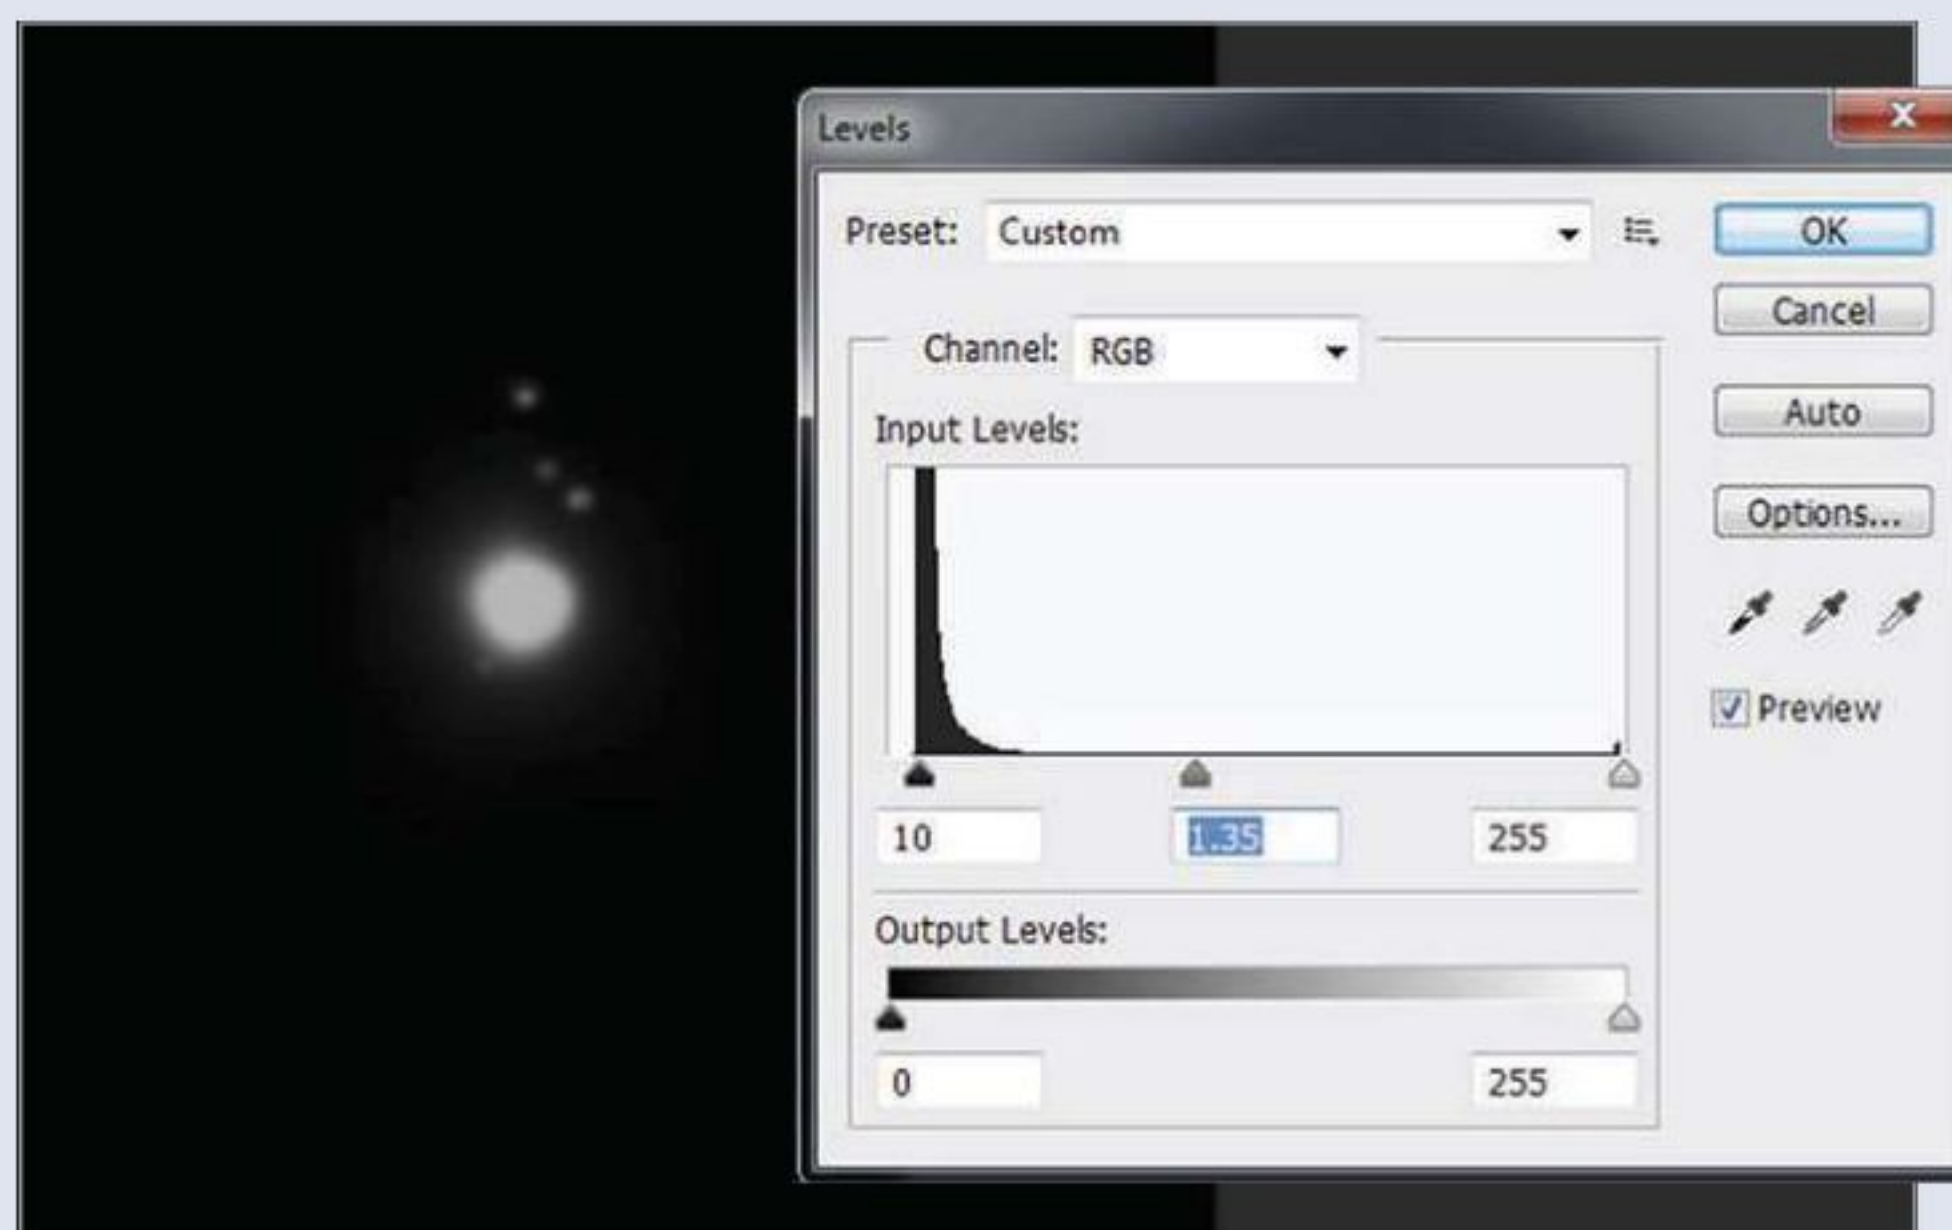 Levels
Preset: Custom
OK
Cancel
Channel: RGB
Auto
Input Levels:
Options...
Preview
10 1.35 255
Output Levels:
0 255